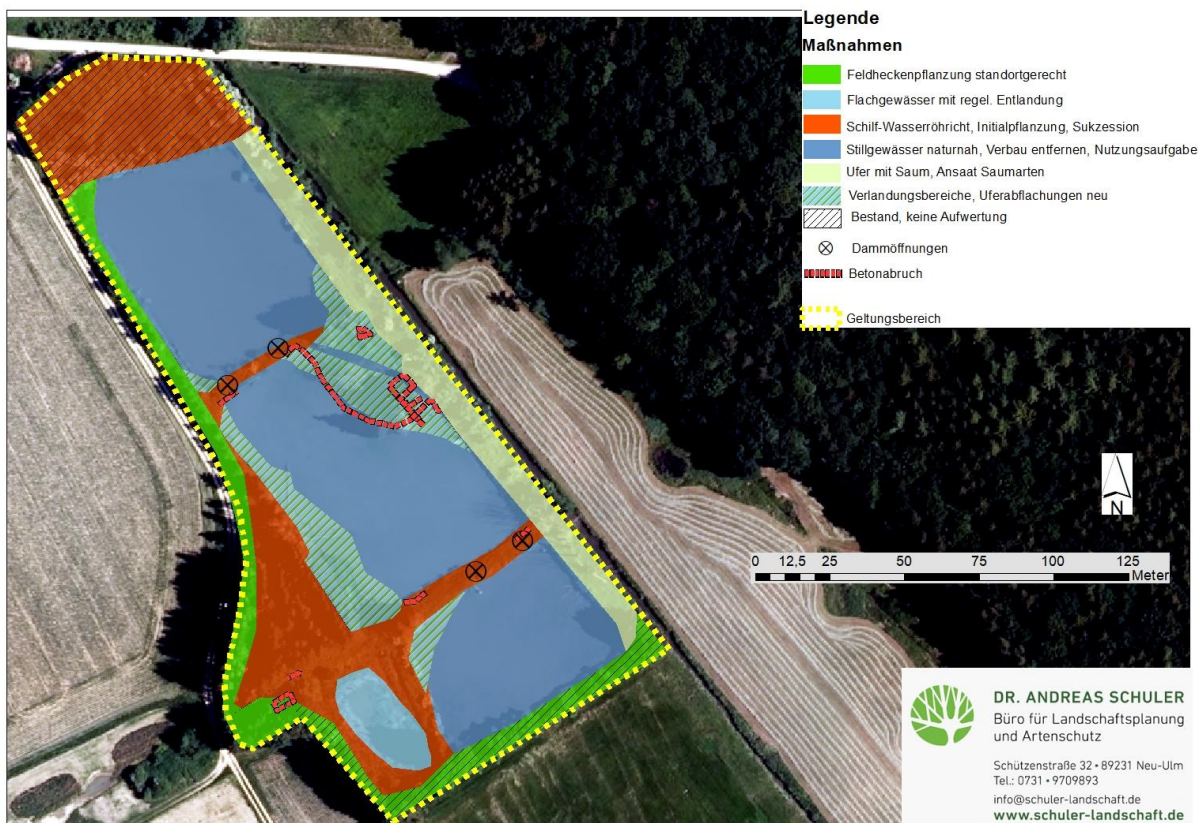 Legende
Maßnahmen
Feldheckenpflanzung standortgerecht
Flachgewässer mit regel. Entlandung
Schilf-Wasserröhricht, Initialpflanzung, Sukzession
Stillgewässer naturnah, Verbau entfernen, Nutzungsaufgabe
Ufer mit Saum, Ansaat Saumarten
Verlandungsbereiche, Uferabflachungen neu
Bestand, keine Aufwertung
Dammöffnungen
Betonabruch
Geltungsbereich
N
0 12,5 25 50 75 100 125
Meter
DR. ANDREAS SCHULER
Büro für Landschaftsplanung
und Artenschutz
Schützenstraße 32 • 89231 Neu-Ulm
Tel.: 0731 • 9709893
info@schuler-landschaft.de
www.schuler-landschaft.de